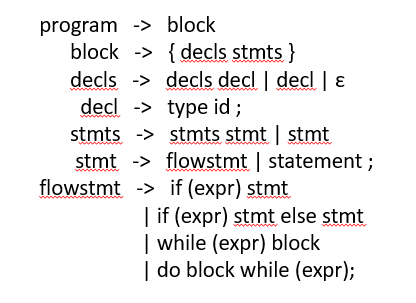 program -> block
block -> { decls stmts }
decls -> decls decl | decl | ε
decl -> type id ;
stmts -> stmts stmt | stmt
stmt -> flowstmt | statement ;
flowstmt -> if (expr) stmt
| if (expr) stmt else stmt
| while (expr) block
| do block while (expr);